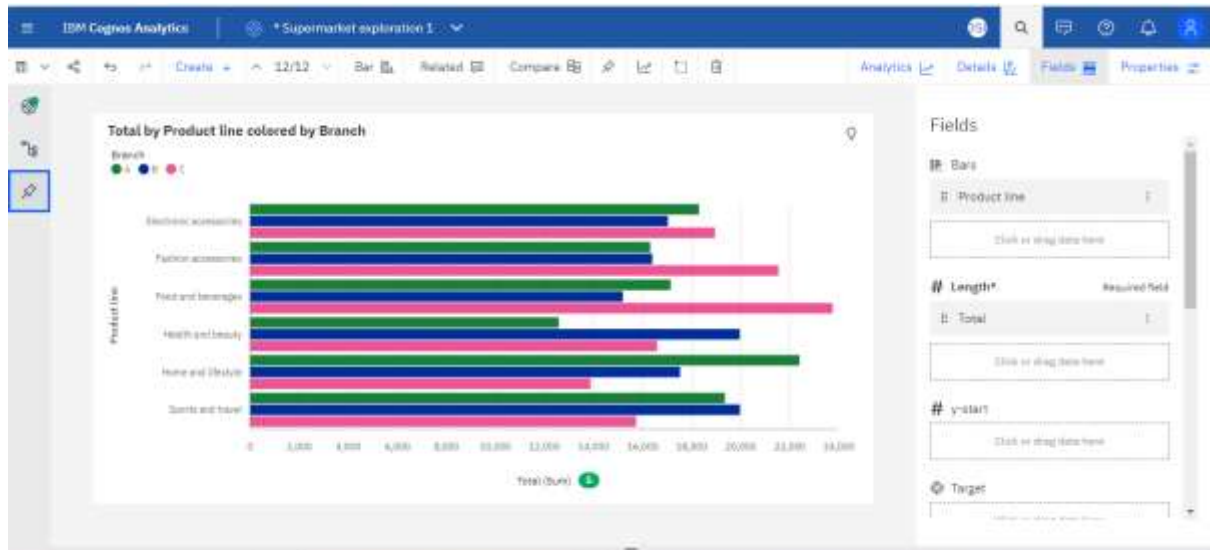 IBM Cognos Analytics
* Supermarket exploration 1
Create +
12/12
Bar
Related
Compare
Analytics
Details
Fields
Properties
Total by Product line colored by Branch
Branch
A B C
Product line
Electronic accessories
Fashion accessories
Food and beverages
Health and beauty
Home and lifestyle
Sports and travel
0 2,000 4,000 6,000 8,000 10,000 12,000 14,000 16,000 18,000 20,000 22,000 24,000
Total (Sum)
Fields
Bars
Product line
Click or drag data here
# Length* Required field
Total
Click or drag data here
# y-start
Click or drag data here
Target